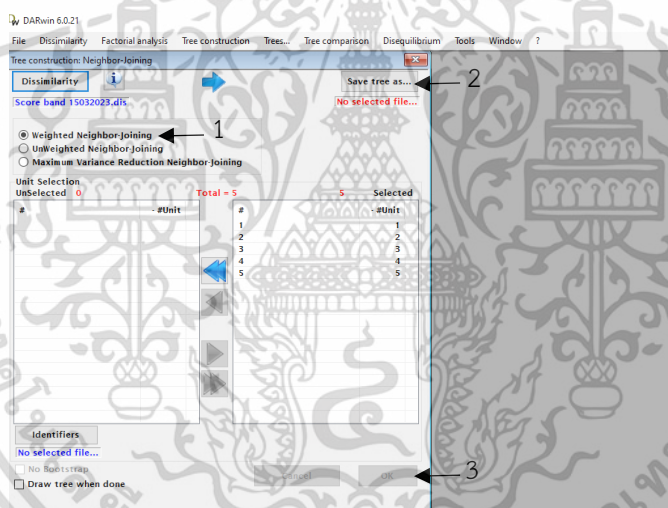 DARwin 6.0.21
File Dissimilarity Factorial analysis Tree construction Trees... Tree comparison Disequilibrium Tools Window ?
Tree construction: Neighbor-Joining
Dissimilarity i Save tree as... 2
Score band 15032023.dis No selected file...
Weighted Neighbor-Joining 1
UnWeighted Neighbor-Joining
Maximum Variance Reduction Neighbor-Joining
Unit Selection
UnSelected 0 Total = 5 5 Selected
# - #Unit # - #Unit
1 1
2 2
3 3
4 4
5 5
Identifiers
No selected file...
No Bootstrap Cancel OK 3
Draw tree when done